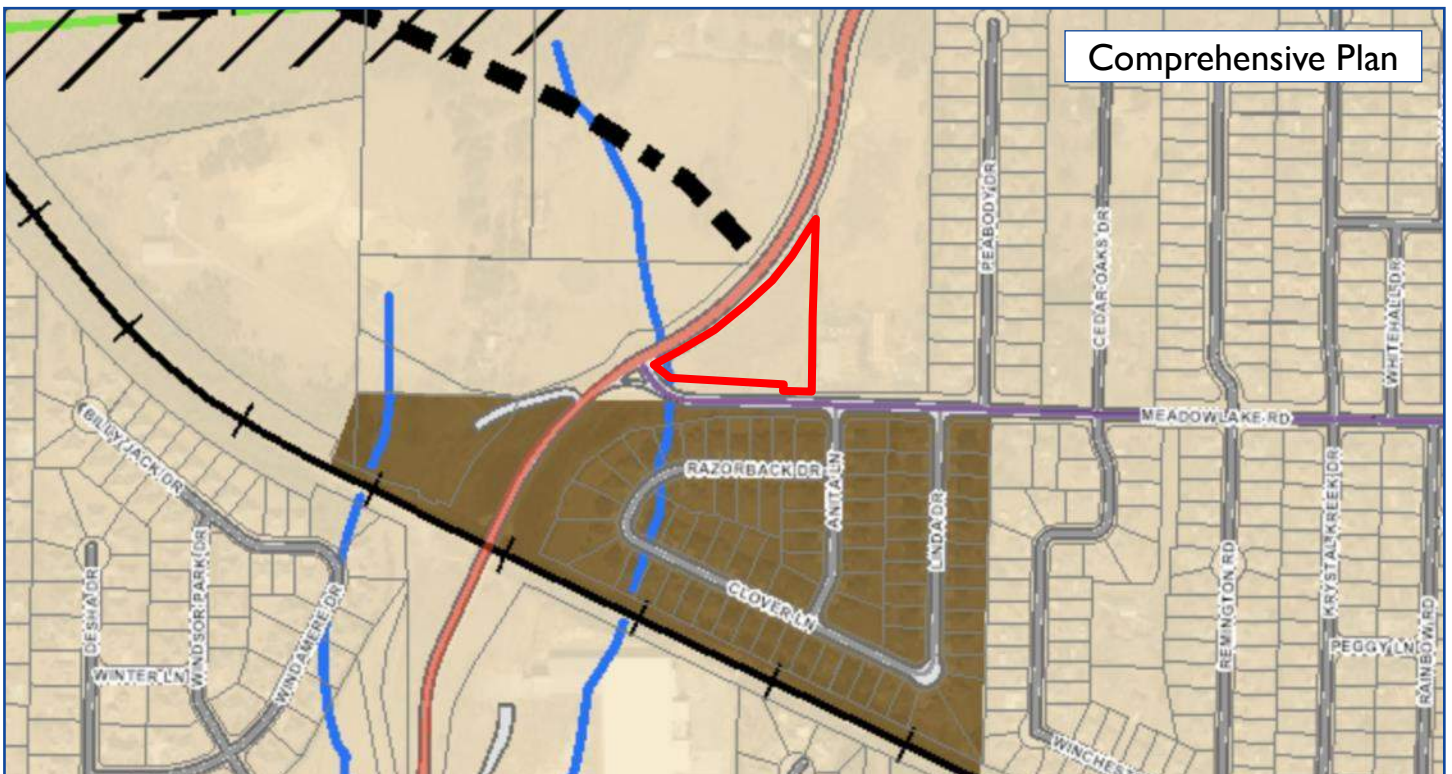 Comprehensive Plan
PEABODY DR
CEDAR OAKS DR
WHITEHALL DR
MEADOWLAKE RD
BILLY JACK DR
RAZORBACK DR
ANITA LN
LINDA DR
KRYSTAL KREEK DR
DESHA DR
WINDSOR PARK DR
WINDAMERE DR
CLOVER LN
REMINGTON RD
WINTER LN
PEGGY LN
RAINBOW RD
WINCHEST